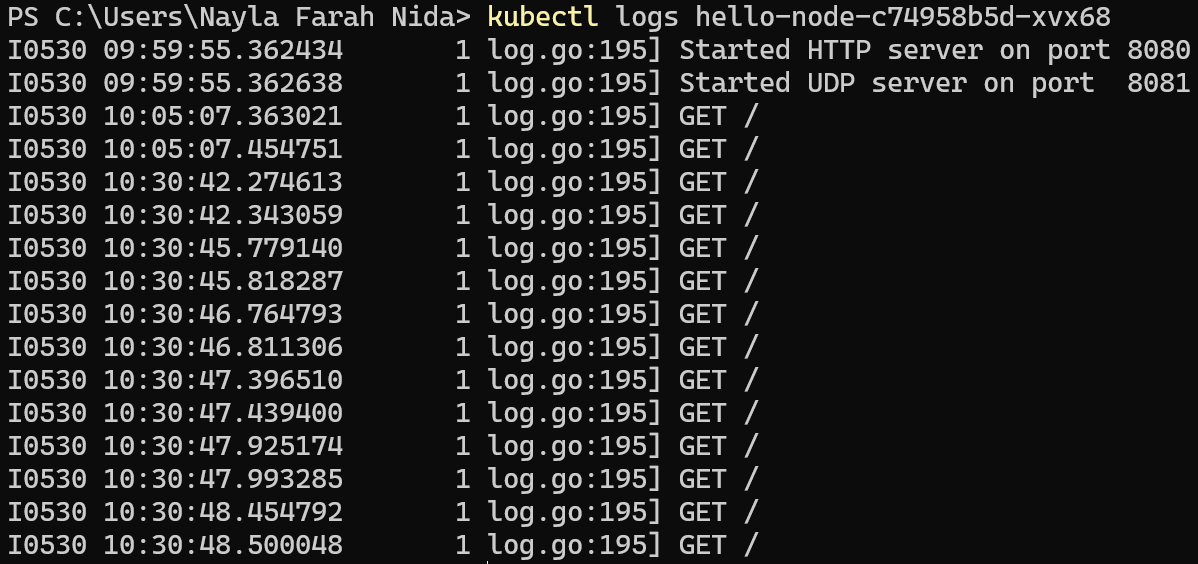 PS C:\Users\Nayla Farah Nida> kubectl logs hello-node-c74958b5d-xvx68
I0530 09:59:55.362434       1 log.go:195] Started HTTP server on port 8080
I0530 09:59:55.362638       1 log.go:195] Started UDP server on port  8081
I0530 10:05:07.363021       1 log.go:195] GET /
I0530 10:05:07.454751       1 log.go:195] GET /
I0530 10:30:42.274613       1 log.go:195] GET /
I0530 10:30:42.343059       1 log.go:195] GET /
I0530 10:30:45.779140       1 log.go:195] GET /
I0530 10:30:45.818287       1 log.go:195] GET /
I0530 10:30:46.764793       1 log.go:195] GET /
I0530 10:30:46.811306       1 log.go:195] GET /
I0530 10:30:47.396510       1 log.go:195] GET /
I0530 10:30:47.439400       1 log.go:195] GET /
I0530 10:30:47.925174       1 log.go:195] GET /
I0530 10:30:47.993285       1 log.go:195] GET /
I0530 10:30:48.454792       1 log.go:195] GET /
I0530 10:30:48.500048       1 log.go:195] GET /